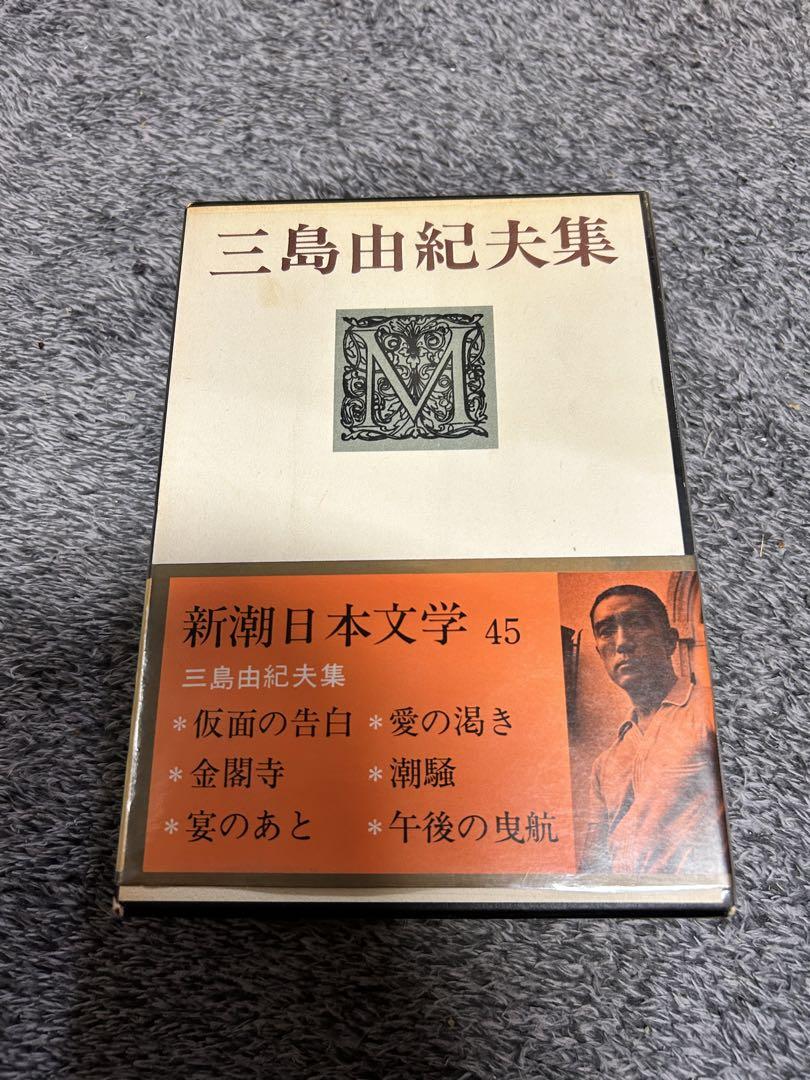 三島由紀夫集
M
新潮日本文学 45
三島由紀夫集
*仮面の告白 *愛の渇き
*金閣寺 *潮騒
*宴のあと *午後の曳航